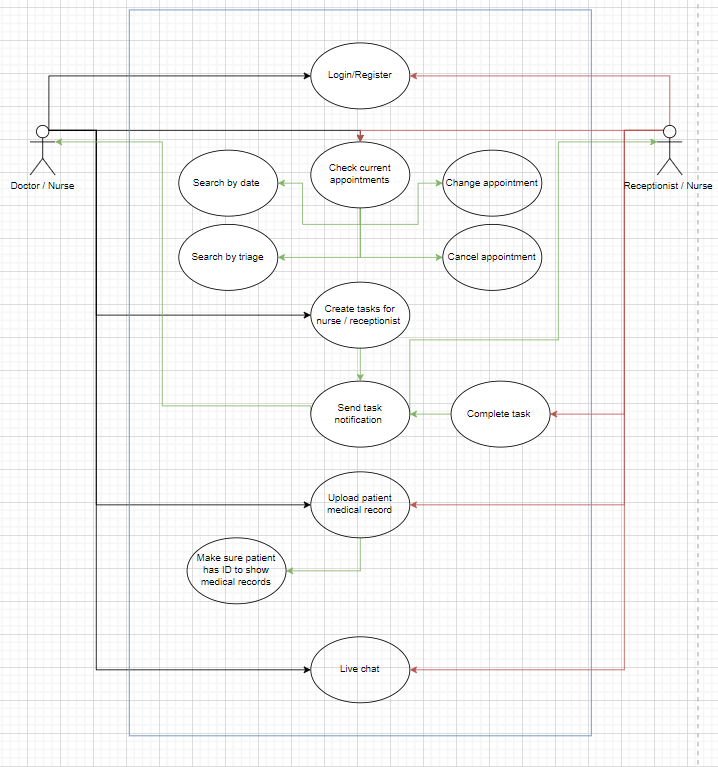 Login/Register
Doctor / Nurse
Receptionist / Nurse
Check current
appointments
Search by date
Change appointment
Search by triage
Cancel appointment
Create tasks for
nurse / receptionist
Send task
notification
Complete task
Upload patient
medical record
Make sure patient
has ID to show
medical records
Live chat